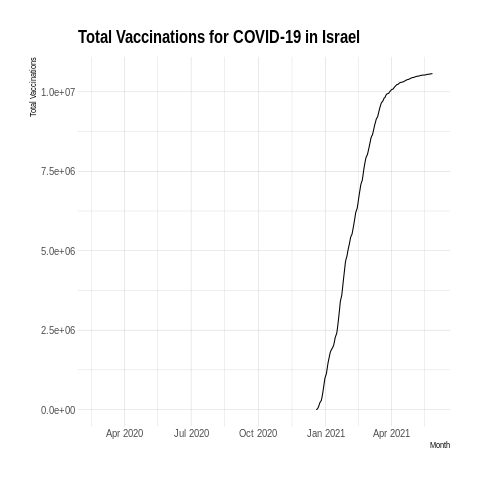 Total Vaccinations for COVID-19 in Israel
Total Vaccinations
1.0e+07
7.5e+06
5.0e+06
2.5e+06
0.0e+00
Apr 2020 Jul 2020 Oct 2020 Jan 2021 Apr 2021
Month